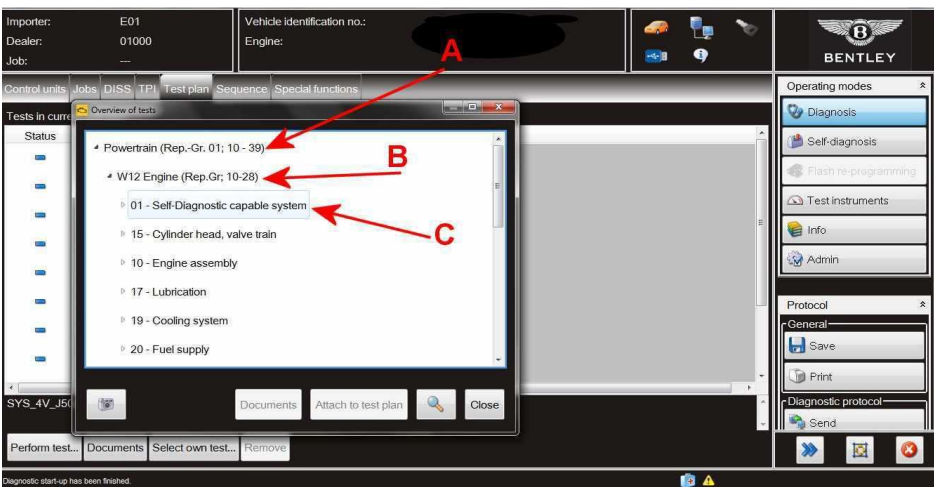 Importer: E01
Dealer: 01000
Job: ---
Vehicle identification no.:
Engine:
A
BENTLEY
Control units Jobs DISS TPI Test plan Sequence Special functions
Operating modes
Overview of tests
Diagnosis
Tests in curre
Status
Self-diagnosis
Powertrain (Rep.-Gr. 01; 10 - 39)
B
Flash re-programming
W12 Engine (Rep.Gr; 10-28)
Test instruments
01 - Self-Diagnostic capable system
Info
C
15 - Cylinder head, valve train
Admin
10 - Engine assembly
17 - Lubrication
Protocol
19 - Cooling system
General
20 - Fuel supply
Save
Print
SYS_4V_J50
Documents Attach to test plan Close
Diagnostic protocol
Send
Perform test... Documents Select own test... Remove
Diagnostic start-up has been finished.